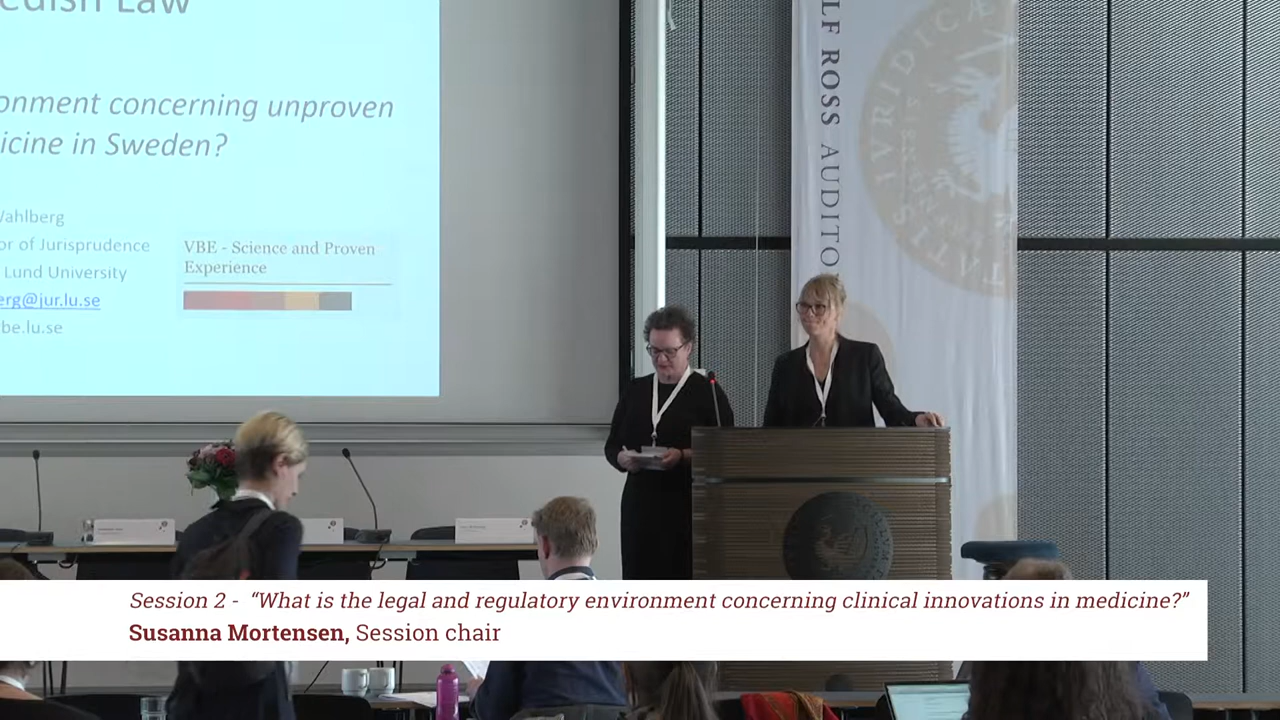 edish Law
onment concerning unproven
icine in Sweden?
Vahlberg
or of Jurisprudence
Lund University
erg@jur.lu.se
be.lu.se
VBE - Science and Proven
Experience
LF ROSS AUDITO
Session 2 - “What is the legal and regulatory environment concerning clinical innovations in medicine?”
Susanna Mortensen, Session chair